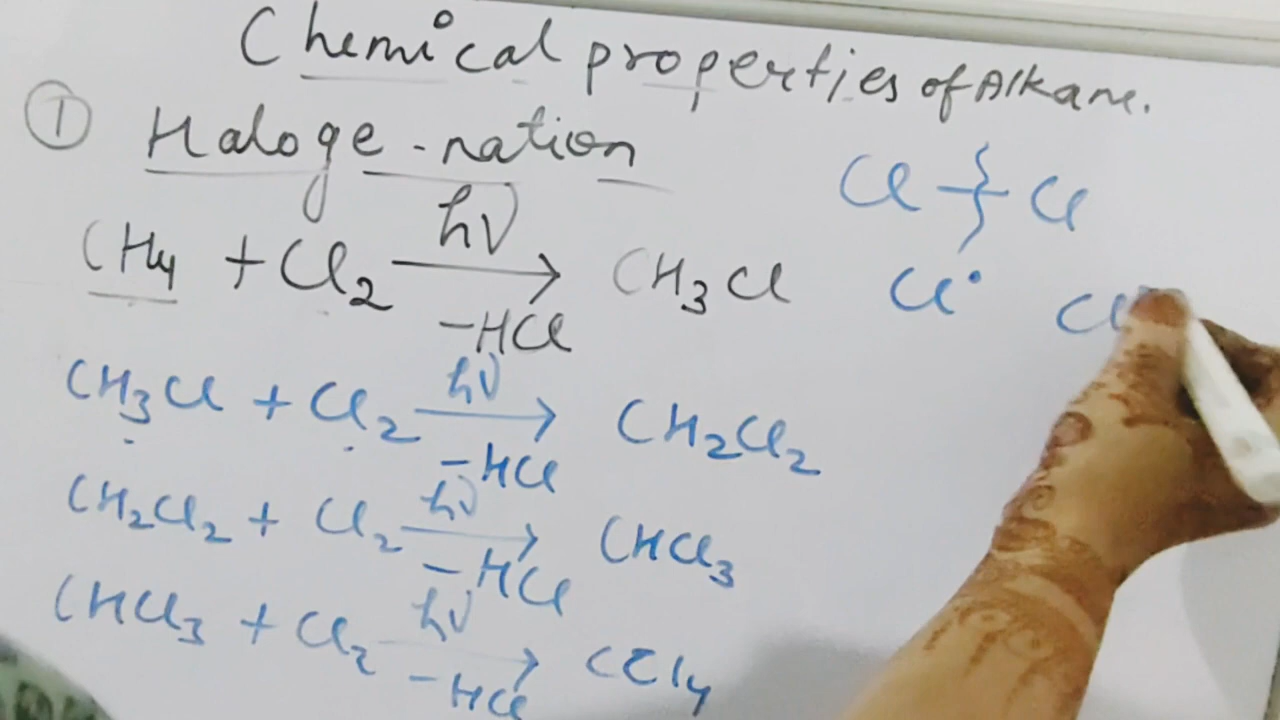 Chemical properties of Alkane.
① Haloge-nation
CH4 + Cl2 hν → -HCl CH3Cl
CH3Cl + Cl2 hν → -HCl CH2Cl2
CH2Cl2 + Cl2 hν → -HCl CHCl3
CHCl3 + Cl2 hν → -HCl CCl4
Cl - Cl
Cl• Cl